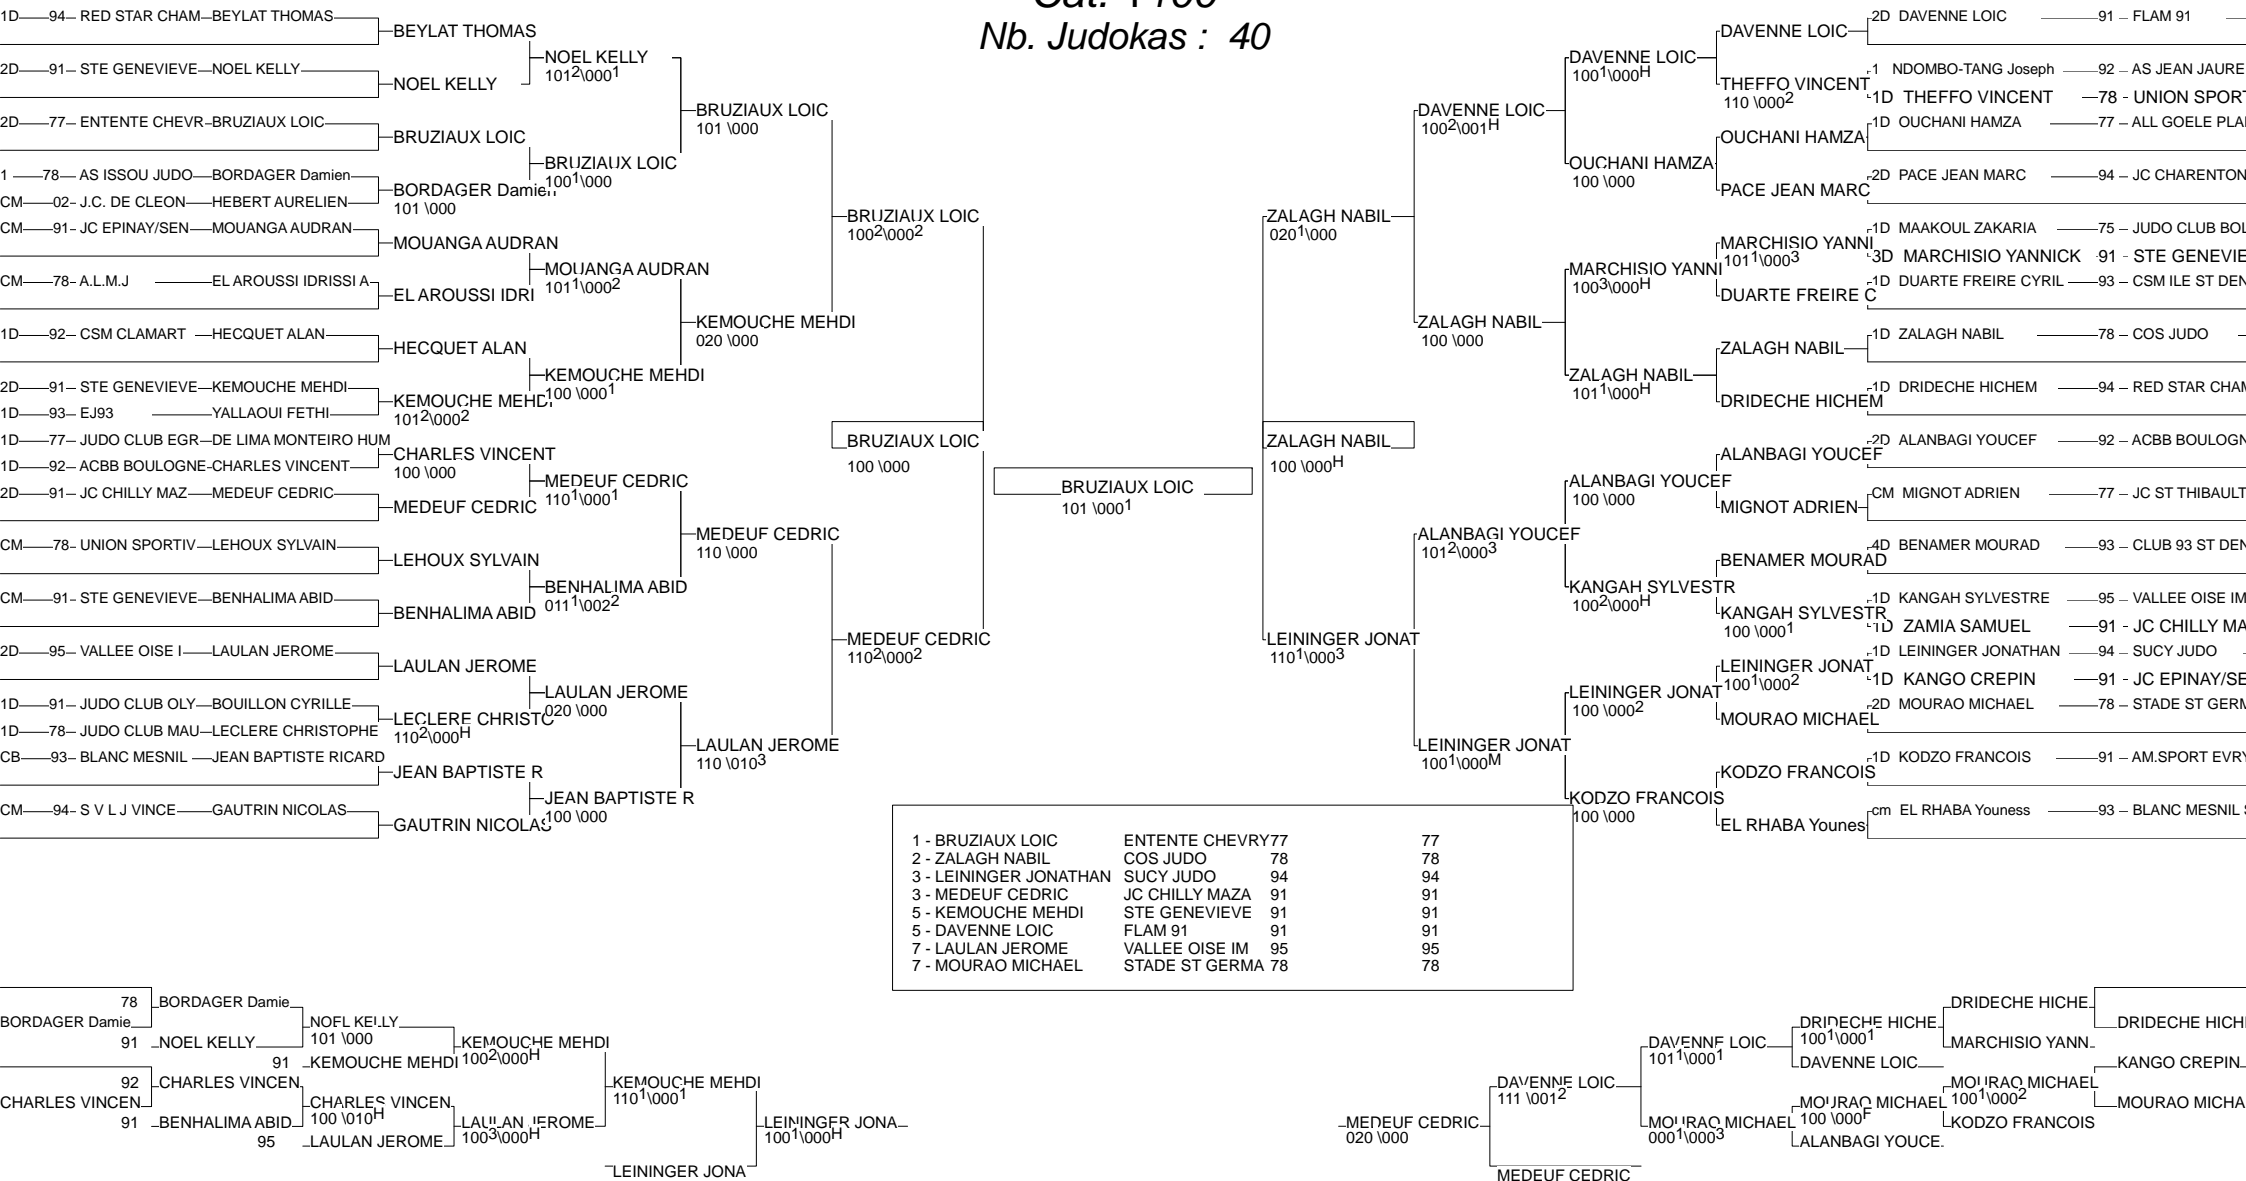 Nb. Judokas : 40
1D 94 RED STAR CHAM BEYLAT THOMAS
2D 91 STE GENEVIEVE NOEL KELLY
2D 77 ENTENTE CHEVR BRUZIAUX LOIC
1 78 AS ISSOU JUDO BORDAGER Damien
CM 02 J.C. DE CLEON HEBERT AURELIEN
CM 91 JC EPINAY/SEN MOUANGA AUDRAN
CM 78 A.L.M.J EL AROUSSI IDRISSI A
1D 92 CSM CLAMART HECQUET ALAN
2D 91 STE GENEVIEVE KEMOUCHE MEHDI
1D 93 EJ93 YALLAOUI FETHI
1D 77 JUDO CLUB EGR DE LIMA MONTEIRO HUM
1D 92 ACBB BOULOGNE CHARLES VINCENT
2D 91 JC CHILLY MAZ MEDEUF CEDRIC
CM 78 UNION SPORTIV LEHOUX SYLVAIN
CM 91 STE GENEVIEVE BENHALIMA ABID
2D 95 VALLEE OISE I LAULAN JEROME
1D 91 JUDO CLUB OLY BOUILLON CYRILLE
1D 78 JUDO CLUB MAU LECLERE CHRISTOPHE
CB 93 BLANC MESNIL JEAN BAPTISTE RICARD
CM 94 S V L J VINCE GAUTRIN NICOLAS
BEYLAT THOMAS
NOEL KELLY
BRUZIAUX LOIC
BORDAGER Damien
101 \000
MOUANGA AUDRAN
EL AROUSSI IDRI
HECQUET ALAN
KEMOUCHE MEHDI
1012\0002
CHARLES VINCENT
100 \000
MEDEUF CEDRIC
LEHOUX SYLVAIN
BENHALIMA ABID
LAULAN JEROME
LECLERE CHRISTO
1102\000H
JEAN BAPTISTE R
GAUTRIN NICOLAS
NOEL KELLY
1012\0001
BRUZIAUX LOIC
1001\000
MOUANGA AUDRAN
1011\0002
KEMOUCHE MEHDI
100 \0001
MEDEUF CEDRIC
1101\0001
BENHALIMA ABID
0111\0022
LAULAN JEROME
020 \000
JEAN BAPTISTE R
100 \000
BRUZIAUX LOIC
101 \000
KEMOUCHE MEHDI
020 \000
MEDEUF CEDRIC
110 \000
LAULAN JEROME
110 \0103
BRUZIAUX LOIC
1002\0002
BRUZIAUX LOIC
100 \000
MEDEUF CEDRIC
1102\0002
BRUZIAUX LOIC
101 \0001
ZALAGH NABIL
0201\000
ZALAGH NABIL
100 \000H
LEININGER JONAT
1101\0003
DAVENNE LOIC
1002\001H
ZALAGH NABIL
100 \000
ALANBAGI YOUCEF
1012\0003
LEININGER JONAT
1001\000M
DAVENNE LOIC
1001\000H
OUCHANI HAMZA
100 \000
MARCHISIO YANNI
1003\000H
ZALAGH NABIL
1011\000H
ALANBAGI YOUCEF
100 \000
KANGAH SYLVESTR
1002\000H
LEININGER JONAT
100 \0002
KODZO FRANCOIS
100 \000
DAVENNE LOIC
THEFFO VINCENT
110 \0002
OUCHANI HAMZA
PACE JEAN MARC
MARCHISIO YANNI
1011\0003
DUARTE FREIRE C
ZALAGH NABIL
DRIDECHE HICHEM
ALANBAGI YOUCEF
MIGNOT ADRIEN
BENAMER MOURAD
KANGAH SYLVESTR
100 \0001
LEININGER JONAT
1001\0002
MOURAO MICHAEL
KODZO FRANCOIS
EL RHABA Younes
2D DAVENNE LOIC 91 – FLAM 91
1 NDOMBO-TANG Joseph 92 – AS JEAN JAURE
1D THEFFO VINCENT 78 - UNION SPORT
1D OUCHANI HAMZA 77 – ALL GOELE PLAI
2D PACE JEAN MARC 94 – JC CHARENTON
1D MAAKOUL ZAKARIA 75 – JUDO CLUB BOL
3D MARCHISIO YANNICK 91 - STE GENEVIE
1D DUARTE FREIRE CYRIL 93 – CSM ILE ST DEN
1D ZALAGH NABIL 78 – COS JUDO
1D DRIDECHE HICHEM 94 – RED STAR CHAM
2D ALANBAGI YOUCEF 92 – ACBB BOULOGN
CM MIGNOT ADRIEN 77 – JC ST THIBAULT
4D BENAMER MOURAD 93 – CLUB 93 ST DEN
1D KANGAH SYLVESTRE 95 – VALLEE OISE IM
1D ZAMIA SAMUEL 91 - JC CHILLY MA
1D LEININGER JONATHAN 94 – SUCY JUDO
1D KANGO CREPIN 91 - JC EPINAY/SE
2D MOURAO MICHAEL 78 – STADE ST GERM
1D KODZO FRANCOIS 91 – AM.SPORT EVRY
cm EL RHABA Youness 93 – BLANC MESNIL S
1 - BRUZIAUX LOIC ENTENTE CHEVRY77 77
2 - ZALAGH NABIL COS JUDO 78 78
3 - LEININGER JONATHAN SUCY JUDO 94 94
3 - MEDEUF CEDRIC JC CHILLY MAZA 91 91
5 - KEMOUCHE MEHDI STE GENEVIEVE 91 91
5 - DAVENNE LOIC FLAM 91 91 91
7 - LAULAN JEROME VALLEE OISE IM 95 95
7 - MOURAO MICHAEL STADE ST GERMA 78 78
78 BORDAGER Damie
BORDAGER Damie
91 NOEL KELLY
92 CHARLES VINCEN
CHARLES VINCEN
91 BENHALIMA ABID
NOEL KELLY
101 \000
91 KEMOUCHE MEHDI
CHARLES VINCEN
100 \010H
95 LAULAN JEROME
KEMOUCHE MEHDI
1002\000H
LAULAN JEROME
1003\000H
KEMOUCHE MEHDI
1101\0001
LEININGER JONA
LEININGER JONA
1001\000H
MEDEUF CEDRIC
020 \000
DAVENNE LOIC
111 \0012
MEDEUF CEDRIC
DAVENNE LOIC
1011\0001
MOURAO MICHAEL
0001\0003
DRIDECHE HICHE
1001\0001
DAVENNE LOIC
MOURAO MICHAEL
100 \000F
ALANBAGI YOUCE
DRIDECHE HICHE
MARCHISIO YANN
MOURAO MICHAEL
1001\0002
KODZO FRANCOIS
DRIDECHE HICH
KANGO CREPIN
MOURAO MICHA